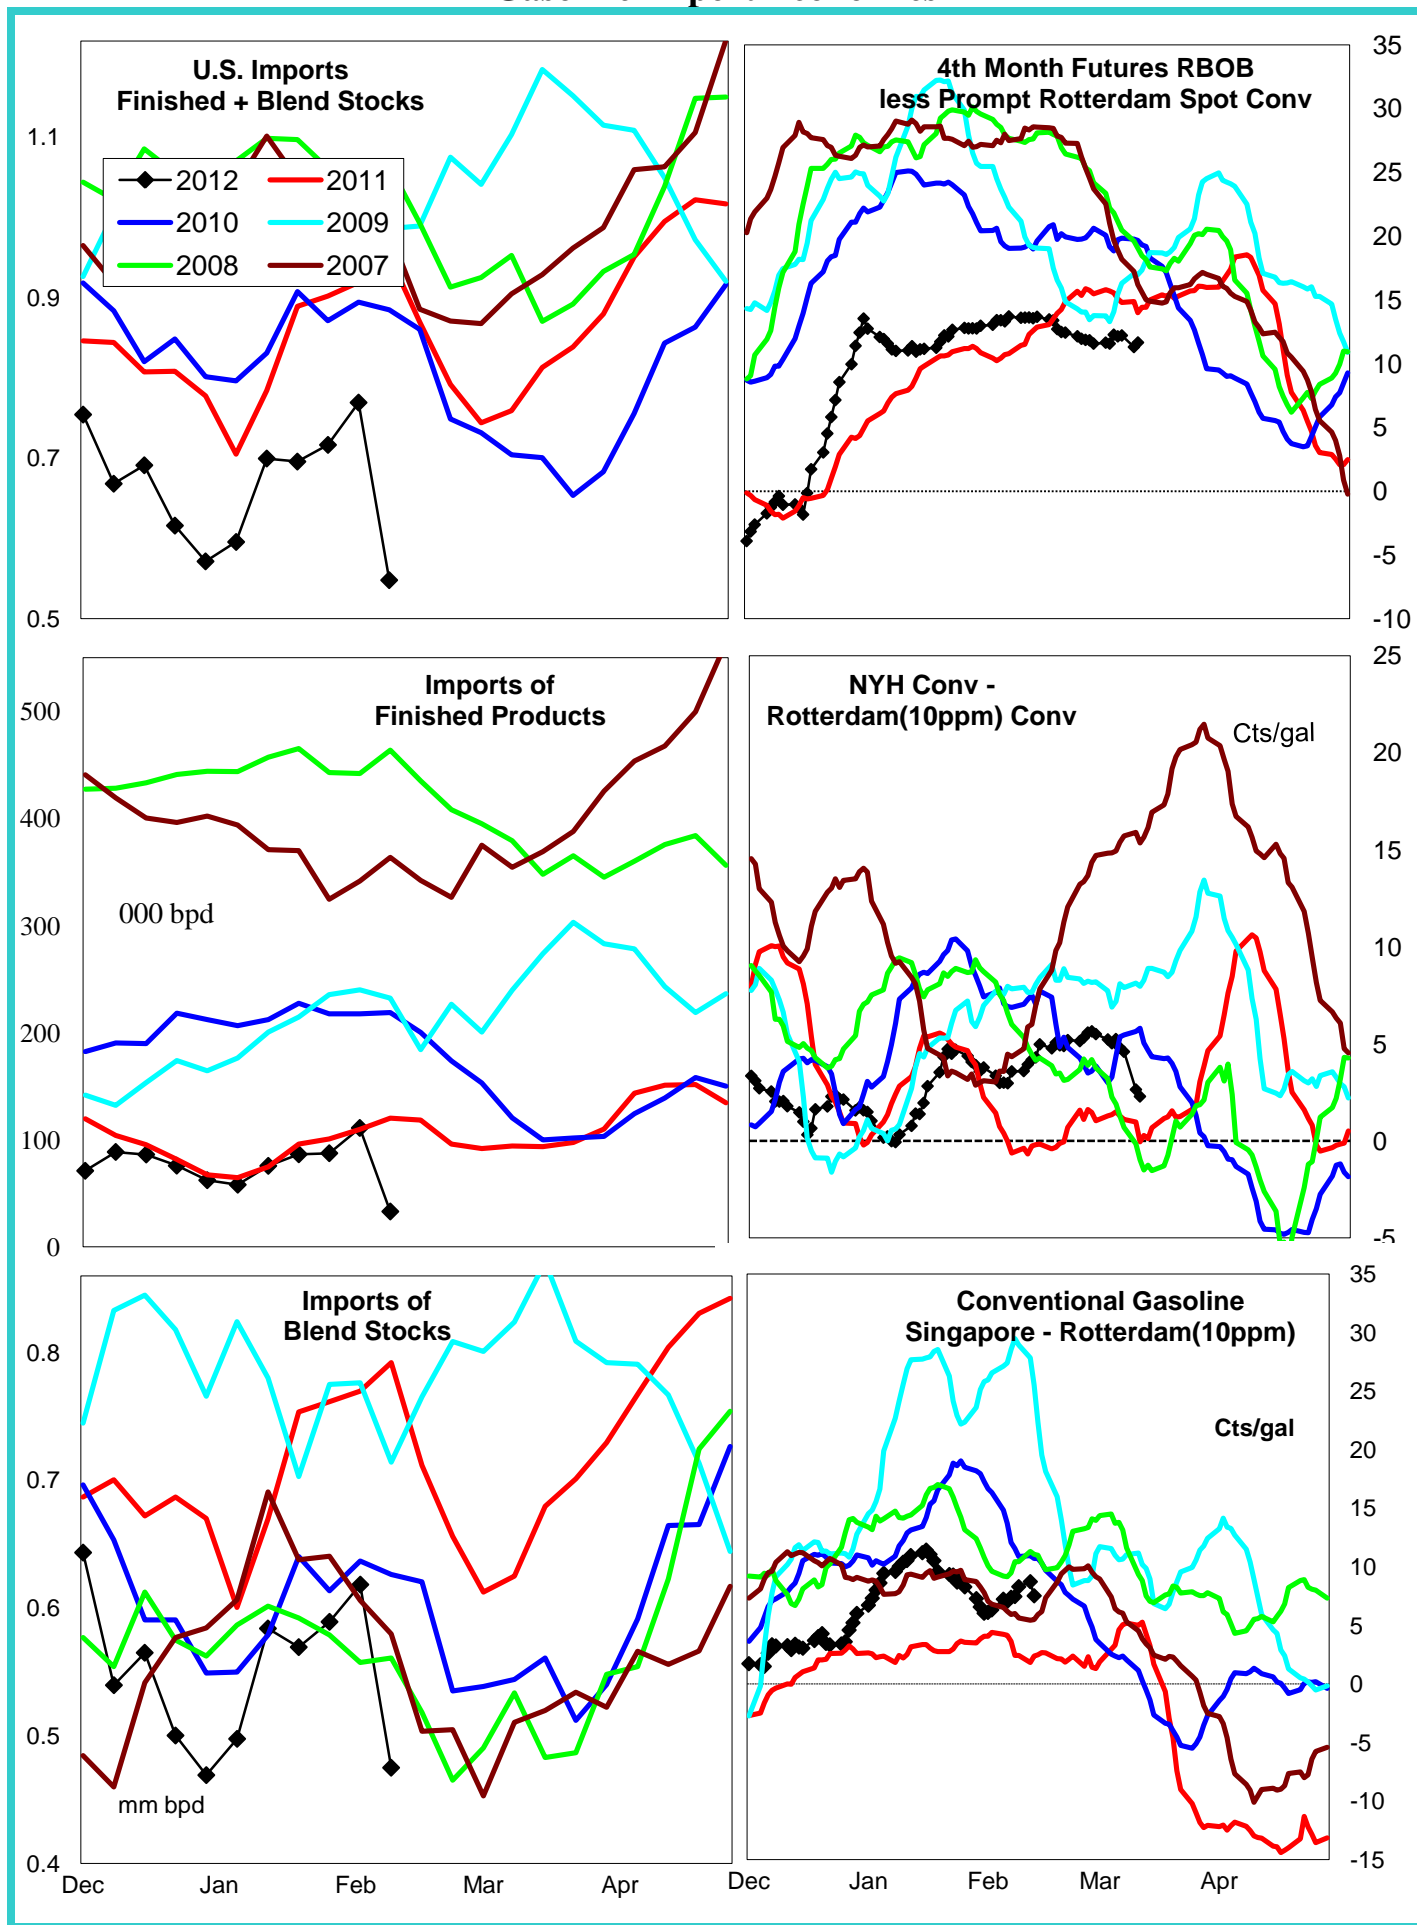 U.S. Imports
Finished + Blend Stocks
1.1
0.9
0.7
0.5
2012
2011
2010
2009
2008
2007
4th Month Futures RBOB
less Prompt Rotterdam Spot Conv
35
30
25
20
15
10
5
0
-5
-10
Imports of
Finished Products
500
400
300
200
100
0
000 bpd
NYH Conv -
Rotterdam(10ppm) Conv
Cts/gal
25
20
15
10
5
0
-5
Imports of
Blend Stocks
0.8
0.7
0.6
0.5
0.4
mm bpd
Dec
Jan
Feb
Mar
Apr
Conventional Gasoline
Singapore - Rotterdam(10ppm)
Cts/gal
35
30
25
20
15
10
5
0
-5
-10
-15
Dec
Jan
Feb
Mar
Apr